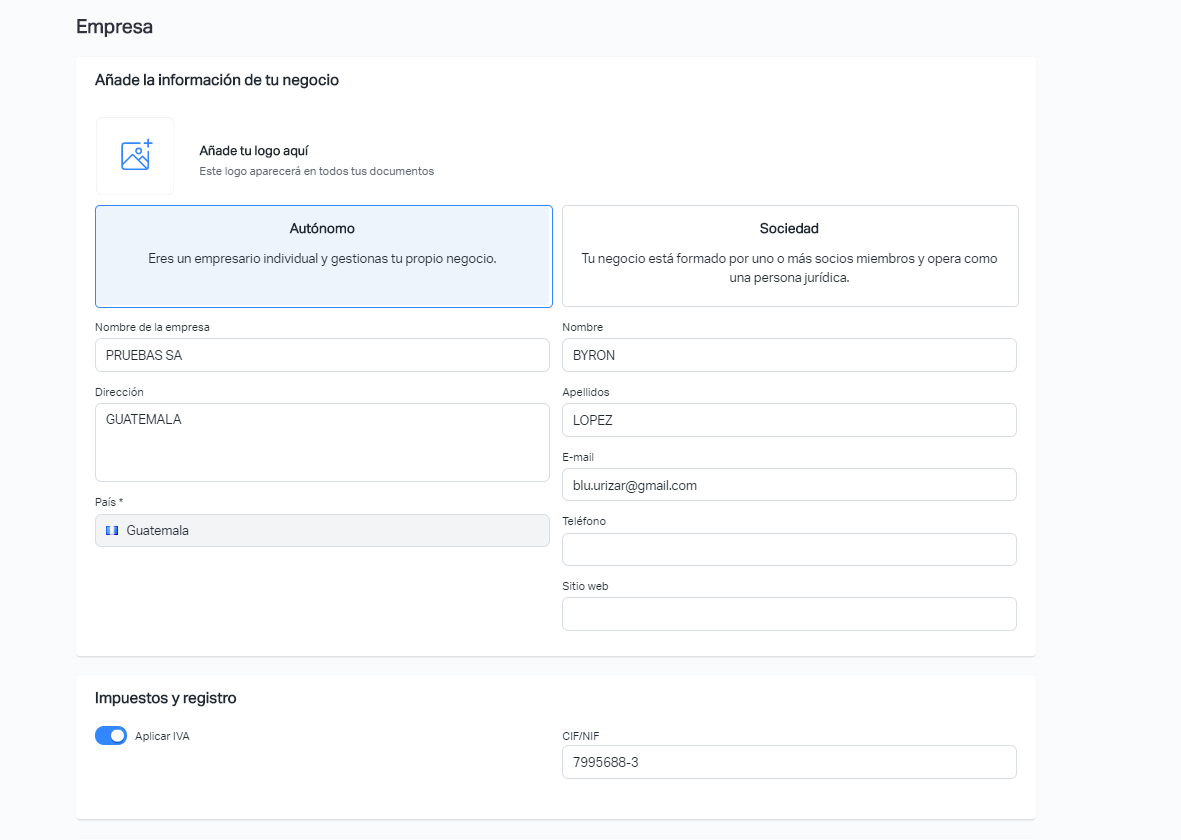 Empresa
Añade la información de tu negocio
Añade tu logo aquí
Este logo aparecerá en todos tus documentos
Autónomo
Eres un empresario individual y gestionas tu propio negocio.
Sociedad
Tu negocio está formado por uno o más socios miembros y opera como
una persona jurídica.
Nombre de la empresa
PRUEBAS SA
Dirección
GUATEMALA
País *
Guatemala
Nombre
BYRON
Apellidos
LOPEZ
E-mail
blu.urizar@gmail.com
Teléfono
Sitio web
Impuestos y registro
Aplicar IVA
CIF/NIF
7995688-3